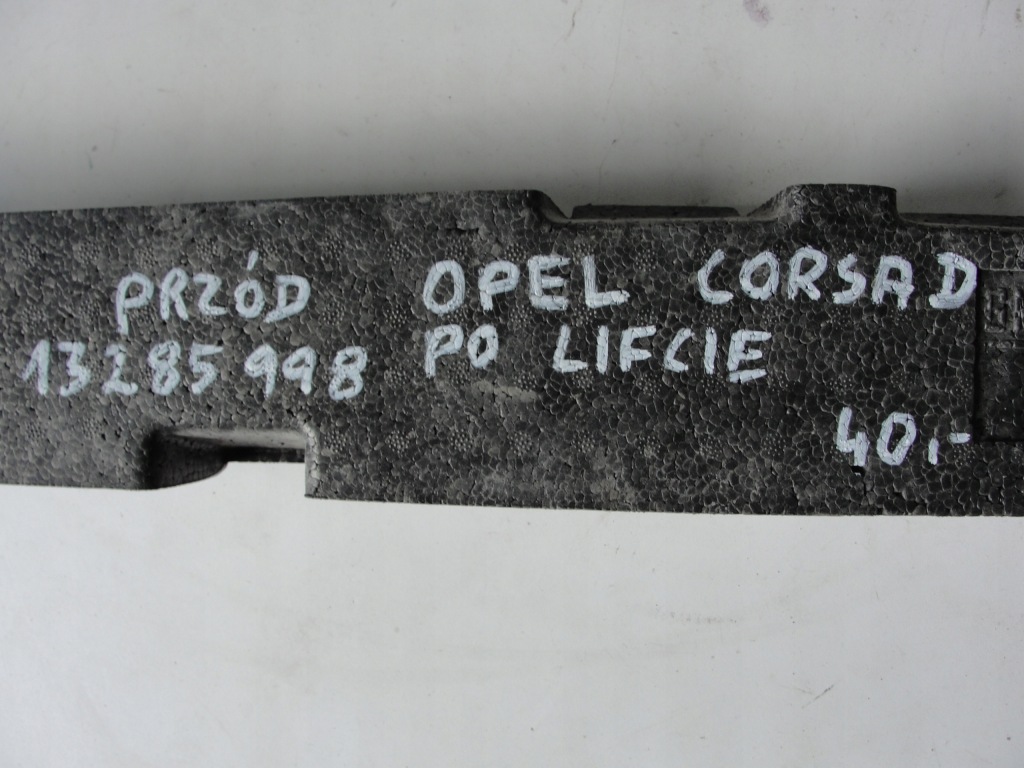 PRZÓD
13285998
OPEL CORSA D
PO LIFCIE
40,-